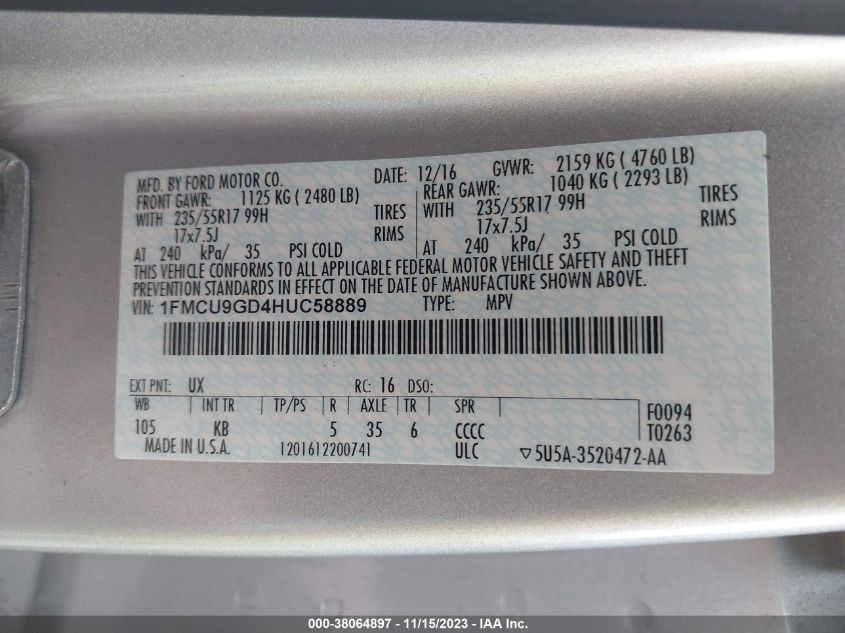 MFD. BY FORD MOTOR CO. DATE: 12/16 GVWR: 2159 KG ( 4760 LB)
FRONT GAWR: 1125 KG ( 2480 LB) REAR GAWR: 1040 KG ( 2293 LB)
WITH 235/55R17 99H TIRES WITH 235/55R17 99H TIRES
17x7.5J RIMS 17x7.5J RIMS
AT 240 kPa/ 35 PSI COLD AT 240 kPa/ 35 PSI COLD
THIS VEHICLE CONFORMS TO ALL APPLICABLE FEDERAL MOTOR VEHICLE SAFETY AND THEFT
PREVENTION STANDARDS IN EFFECT ON THE DATE OF MANUFACTURE SHOWN ABOVE.
VIN: 1FMCU9GD4HUC58889 TYPE: MPV
EXT PNT: UX RC: 16 DSO:
WB INT TR TP/PS R AXLE TR SPR F0094
105 KB 5 35 6 CCCC T0263
MADE IN U.S.A. 1201612200741 ULC ▽5U5A-3520472-AA
000-38064897 - 11/15/2023 - IAA Inc.